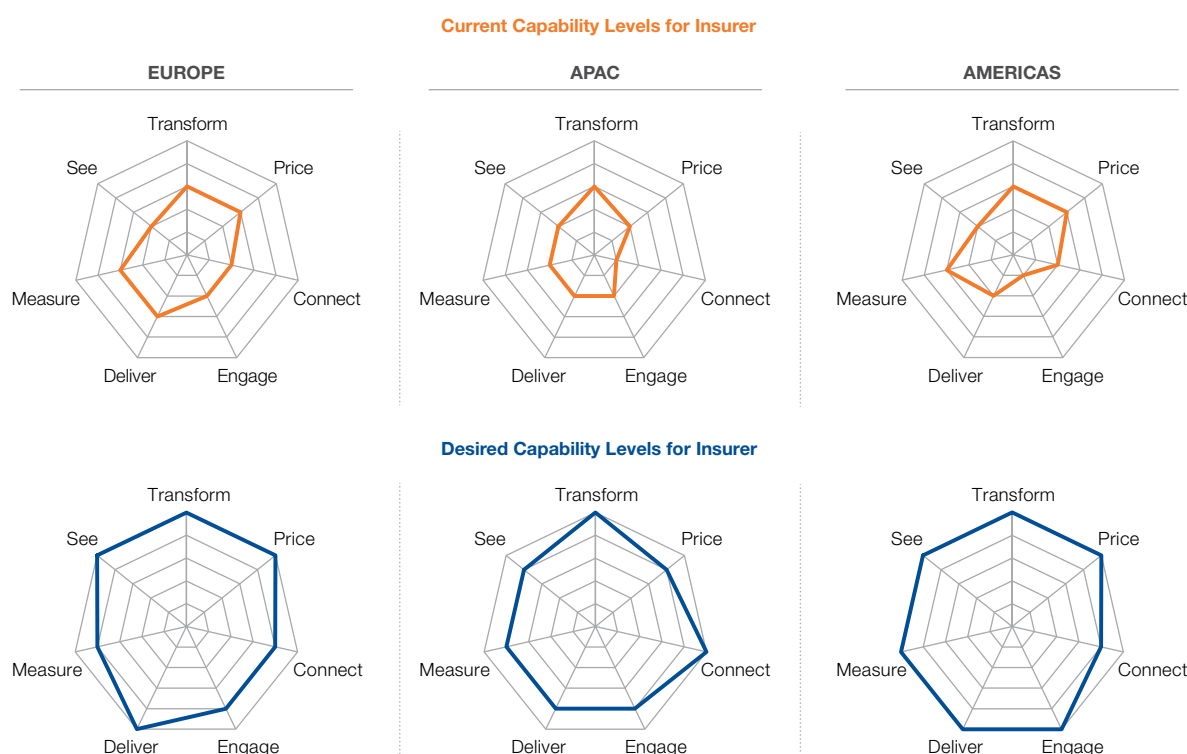 Current Capability Levels for Insurer
EUROPE
APAC
AMERICAS
Transform
See
Price
Measure
Connect
Deliver
Engage
Transform
See
Price
Measure
Connect
Deliver
Engage
Transform
See
Price
Measure
Connect
Deliver
Engage
Desired Capability Levels for Insurer
Transform
See
Price
Measure
Connect
Deliver
Engage
Transform
See
Price
Measure
Connect
Deliver
Engage
Transform
See
Price
Measure
Connect
Deliver
Engage